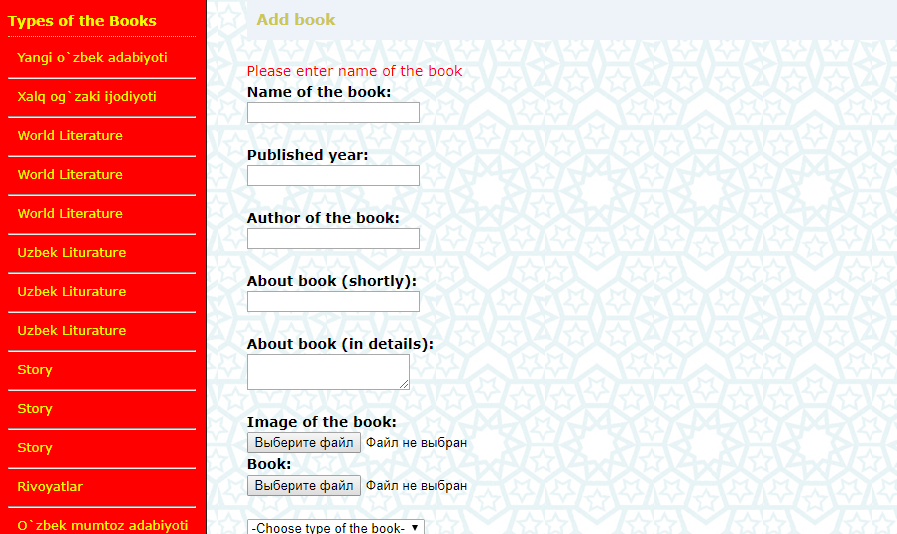 Types of the Books
Yangi o`zbek adabiyoti
Xalq og`zaki ijodiyoti
World Literature
World Literature
World Literature
Uzbek Liturature
Uzbek Liturature
Uzbek Liturature
Story
Story
Story
Rivoyatlar
O`zbek mumtoz adabiyoti
Add book
Please enter name of the book
Name of the book:
Published year:
Author of the book:
About book (shortly):
About book (in details):
Image of the book:
Выберите файл Файл не выбран
Book:
Выберите файл Файл не выбран
-Choose type of the book-